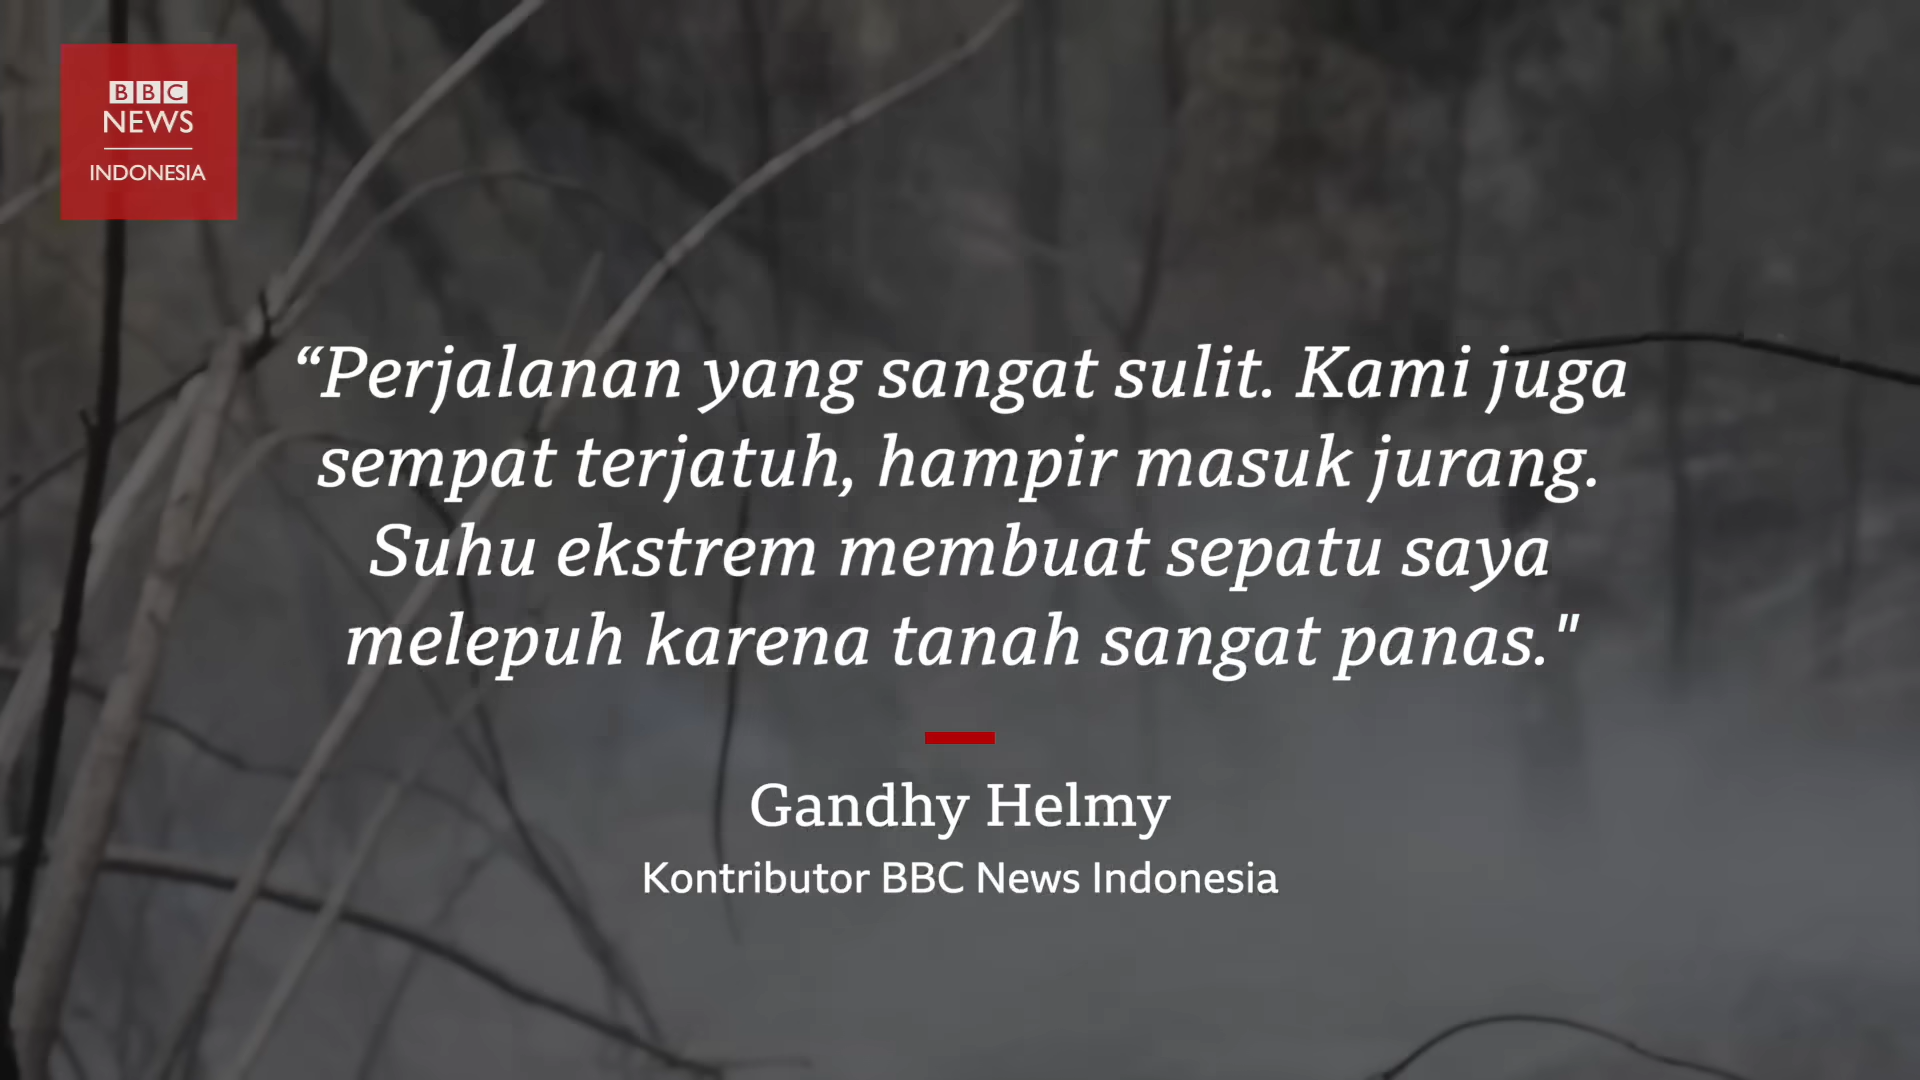 BBC
NEWS
INDONESIA
“Perjalanan yang sangat sulit. Kami juga
sempat terjatuh, hampir masuk jurang.
Suhu ekstrem membuat sepatu saya
melepuh karena tanah sangat panas."
Gandhy Helmy
Kontributor BBC News Indonesia